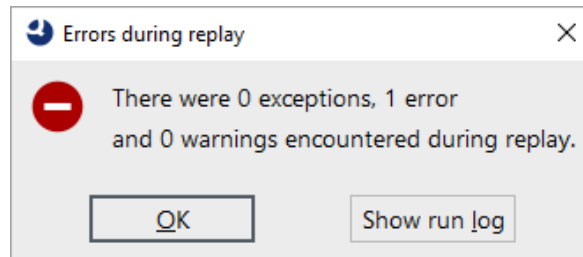 Errors during replay
There were 0 exceptions, 1 error
and 0 warnings encountered during replay.
OK
Show run log